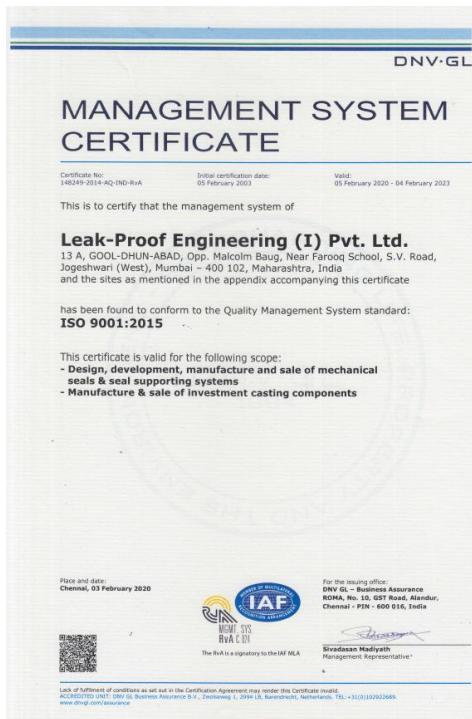 DNV·GL
MANAGEMENT SYSTEM
CERTIFICATE
Certificate No:
148249-2014-AQ-IND-RvA
Initial certification date:
05 February 2003
Valid:
05 February 2020 - 04 February 2023
This is to certify that the management system of
Leak-Proof Engineering (I) Pvt. Ltd.
13 A, GOOL-DHUN-ABAD, Opp. Malcolm Baug, Near Farooq School, S.V. Road,
Jogeshwari (West), Mumbai – 400 102, Maharashtra, India
and the sites as mentioned in the appendix accompanying this certificate
has been found to conform to the Quality Management System standard:
ISO 9001:2015
This certificate is valid for the following scope:
- Design, development, manufacture and sale of mechanical
seals & seal supporting systems
- Manufacture & sale of investment casting components
Place and date:
Chennai, 03 February 2020
MGMT. SYS.
RvA C 024
MEMBER OF MULTILATERAL
IAF
RECOGNITION ARRANGEMENT
The RvA is a signatory to the IAF MLA
For the issuing office:
DNV GL – Business Assurance
ROMA, No. 10, GST Road, Alandur,
Chennai - PIN - 600 016, India
Sivadasan Madiyath
Management Representative
Lack of fulfilment of conditions as set out in the Certification Agreement may render this Certificate invalid.
ACCREDITED UNIT: DNV GL Business Assurance B.V., Zwolseweg 1, 2994 LB, Barendrecht, Netherlands. TEL:+31(0)102922689.
www.dnvgl.com/assurance